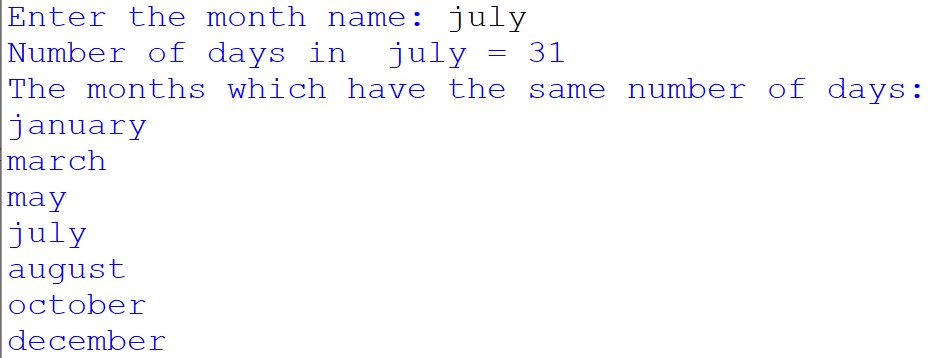 Enter the month name: july
Number of days in  july = 31
The months which have the same number of days:
january
march
may
july
august
october
december